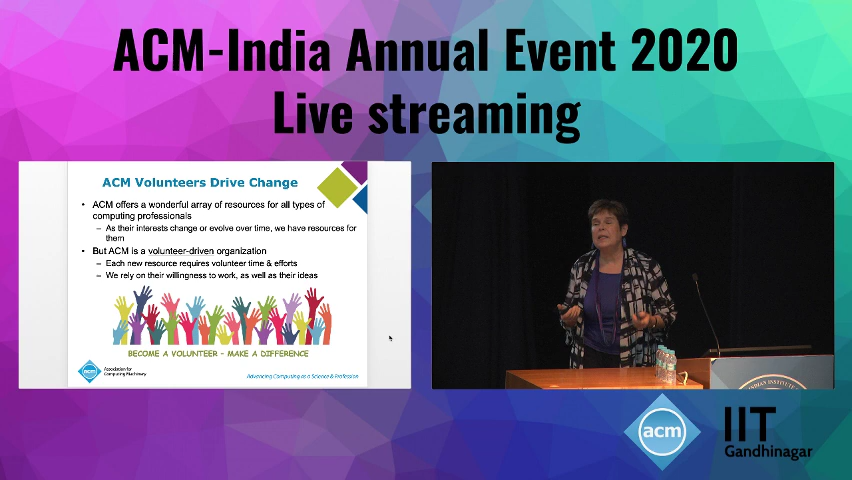 ACM-India Annual Event 2020
Live streaming
ACM Volunteers Drive Change
• ACM offers a wonderful array of resources for all types of
computing professionals
– As their interests change or evolve over time, we have resources for
them
• But ACM is a volunteer-driven organization
– Each new resource requires volunteer time & efforts
– We rely on their willingness to work, as well as their ideas
BECOME A VOLUNTEER - MAKE A DIFFERENCE
acm
Association for
Computing Machinery
Advancing Computing as a Science & Profession
INDIA'S INSTITUTE
acm
IIT
Gandhinagar